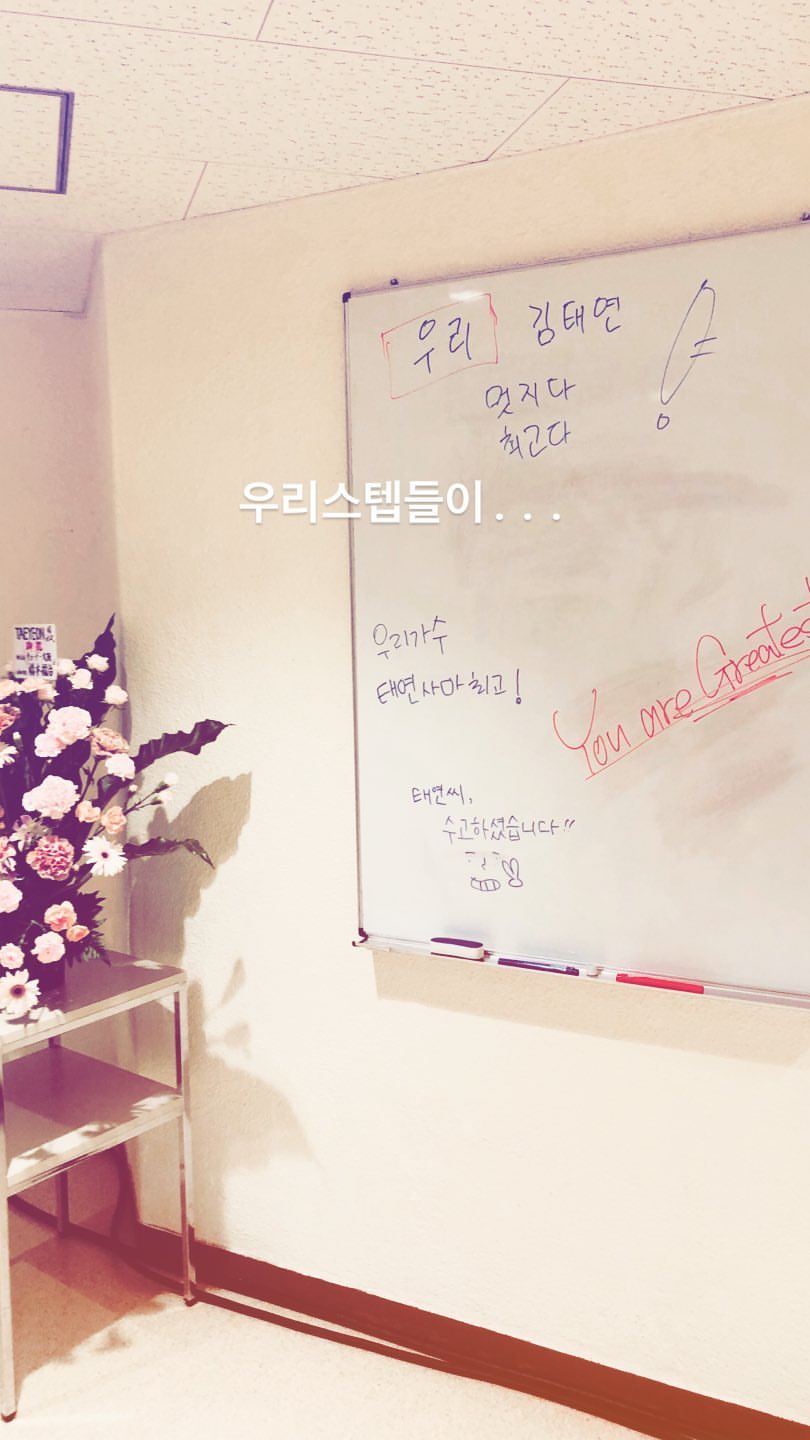 우리 김태연 !
멋지다
최고다
우리스텝들이...
우리가수
태연사마 최고!
You are Greatest
태연씨,
수고하셨습니다!!
TAEYEON